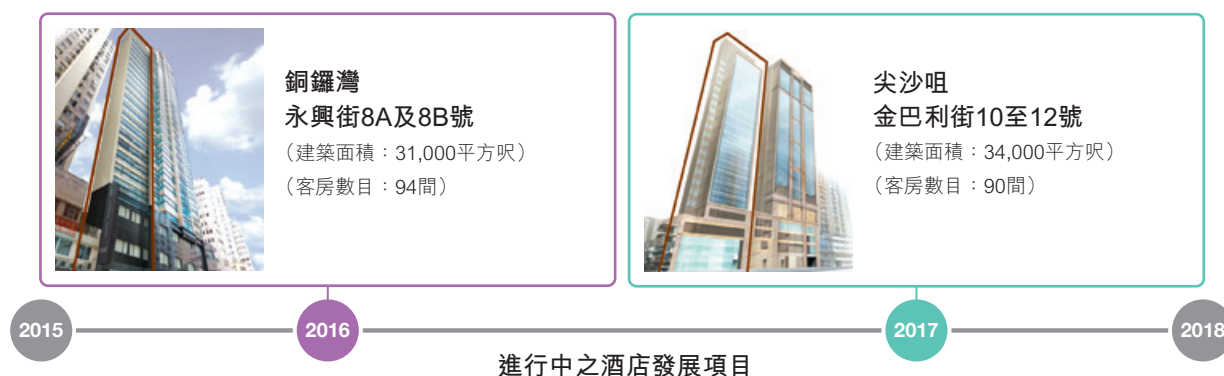 銅鑼灣
永興街8A及8B號
（建築面積：31,000平方呎）
（客房數目：94間）
尖沙咀
金巴利街10至12號
（建築面積：34,000平方呎）
（客房數目：90間）
2015
2016
2017
2018
進行中之酒店發展項目